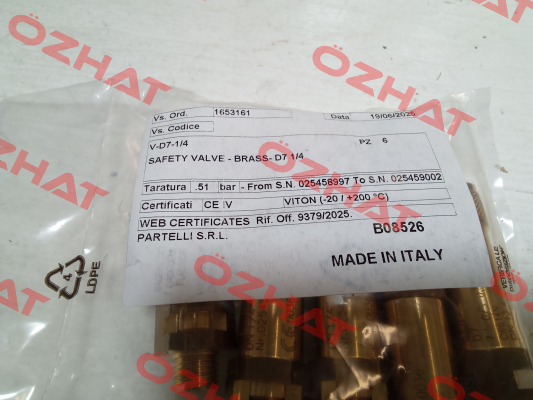 Vs. Ord. 1653161 Data 19/06/2025
Vs. Codice
V-D7-1/4 PZ 6
SAFETY VALVE - BRASS- D7 1/4
Taratura .51 bar - From S.N. 025458997 To S.N. 025459002
Certificati CE V VITON (-20 / +200 °C)
WEB CERTIFICATES Rif. Off. 9379/2025.
PARTELLI S.R.L. B08526
MADE IN ITALY
4
LDPE
ÖZHAT
ÖZHAT
ÖZHAT
ÖZHAT
ÖZHAT
ÖZHAT
ÖZHAT
ÖZHAT